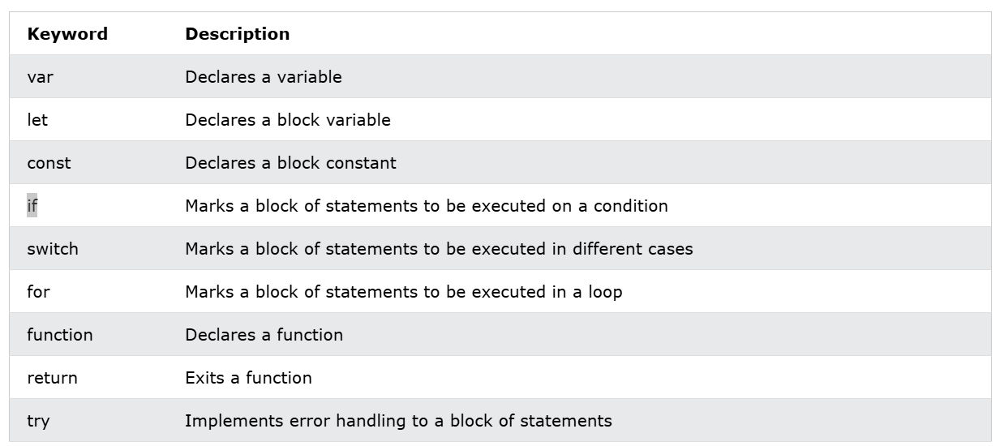 Keyword Description
var Declares a variable
let Declares a block variable
const Declares a block constant
if Marks a block of statements to be executed on a condition
switch Marks a block of statements to be executed in different cases
for Marks a block of statements to be executed in a loop
function Declares a function
return Exits a function
try Implements error handling to a block of statements